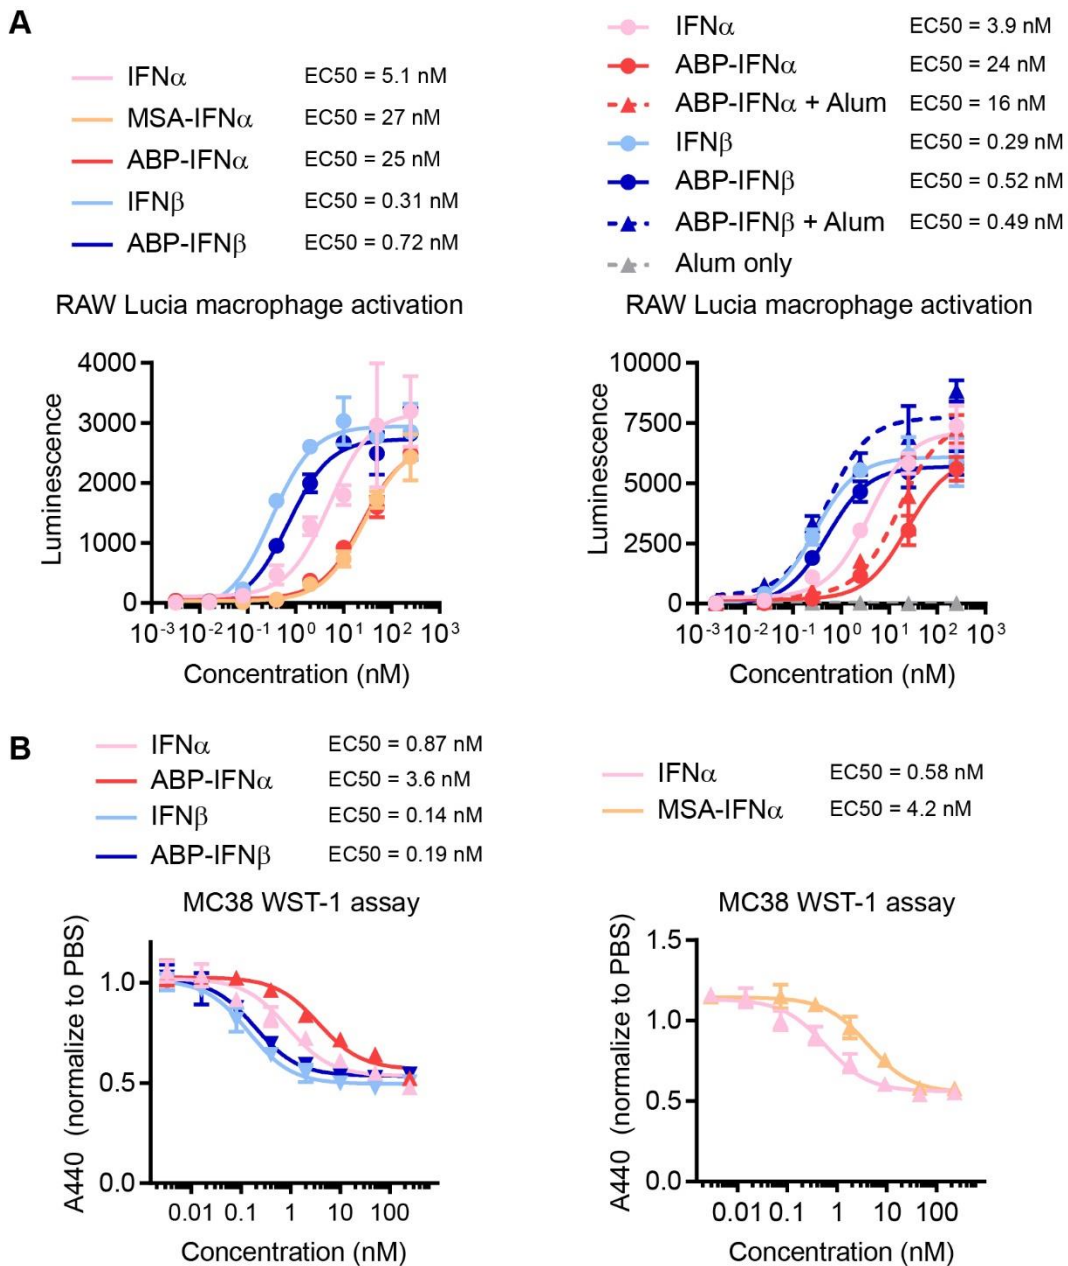 A
IFNα EC50 = 5.1 nM
MSA-IFNα EC50 = 27 nM
ABP-IFNα EC50 = 25 nM
IFNβ EC50 = 0.31 nM
ABP-IFNβ EC50 = 0.72 nM
RAW Lucia macrophage activation
Luminescence
4000
3000
2000
1000
0
10⁻³ 10⁻² 10⁻¹ 10⁰ 10¹ 10² 10³
Concentration (nM)
IFNα EC50 = 3.9 nM
ABP-IFNα EC50 = 24 nM
ABP-IFNα + Alum EC50 = 16 nM
IFNβ EC50 = 0.29 nM
ABP-IFNβ EC50 = 0.52 nM
ABP-IFNβ + Alum EC50 = 0.49 nM
Alum only
RAW Lucia macrophage activation
Luminescence
10000
7500
5000
2500
0
10⁻³ 10⁻² 10⁻¹ 10⁰ 10¹ 10² 10³
Concentration (nM)
B
IFNα EC50 = 0.87 nM
ABP-IFNα EC50 = 3.6 nM
IFNβ EC50 = 0.14 nM
ABP-IFNβ EC50 = 0.19 nM
MC38 WST-1 assay
A440 (normalize to PBS)
1.0
0.5
0.0
0.01 0.1 1 10 100
Concentration (nM)
IFNα EC50 = 0.58 nM
MSA-IFNα EC50 = 4.2 nM
MC38 WST-1 assay
A440 (normalize to PBS)
1.5
1.0
0.5
0.0
0.01 0.1 1 10 100
Concentration (nM)